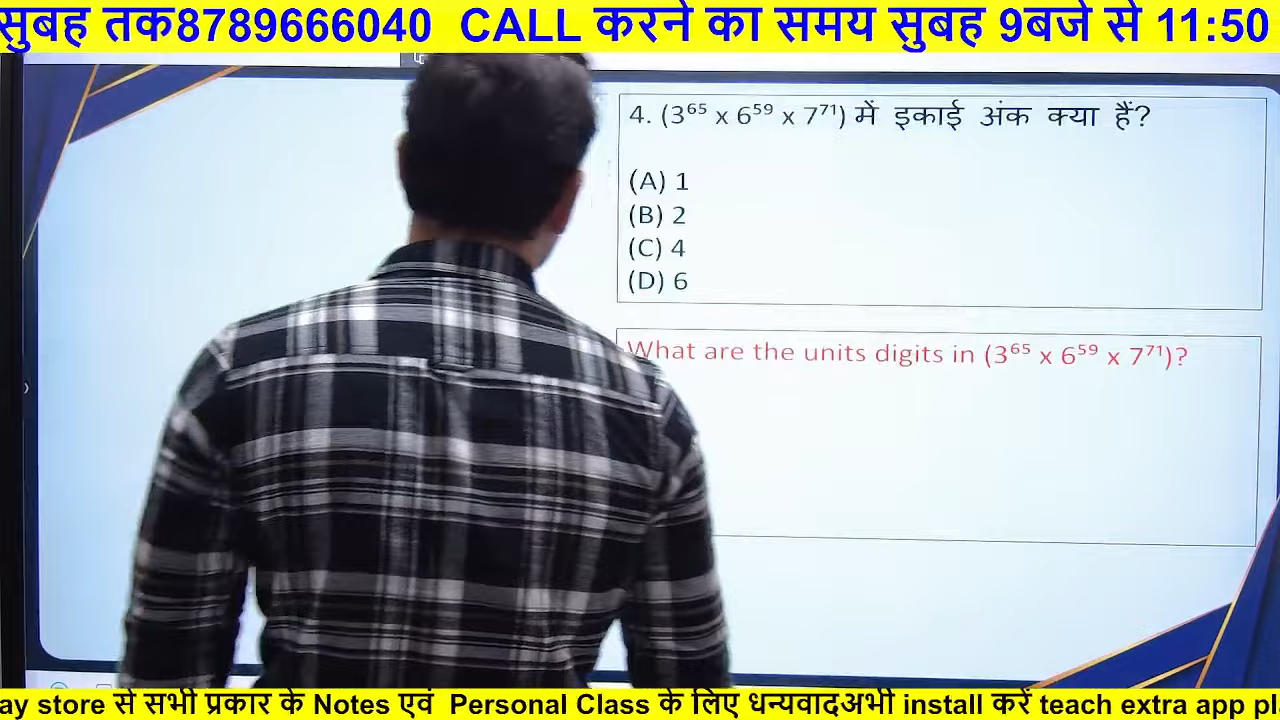 सुबह तक8789666040 CALL करने का समय सुबह 9बजे से 11:50
4. (3⁶⁵ x 6⁵⁹ x 7⁷¹) में इकाई अंक क्या हैं?
(A) 1
(B) 2
(C) 4
(D) 6
What are the units digits in (3⁶⁵ x 6⁵⁹ x 7⁷¹)?
ay store से सभी प्रकार के Notes एवं Personal Class के लिए धन्यवादअभी install करें teach extra app pl